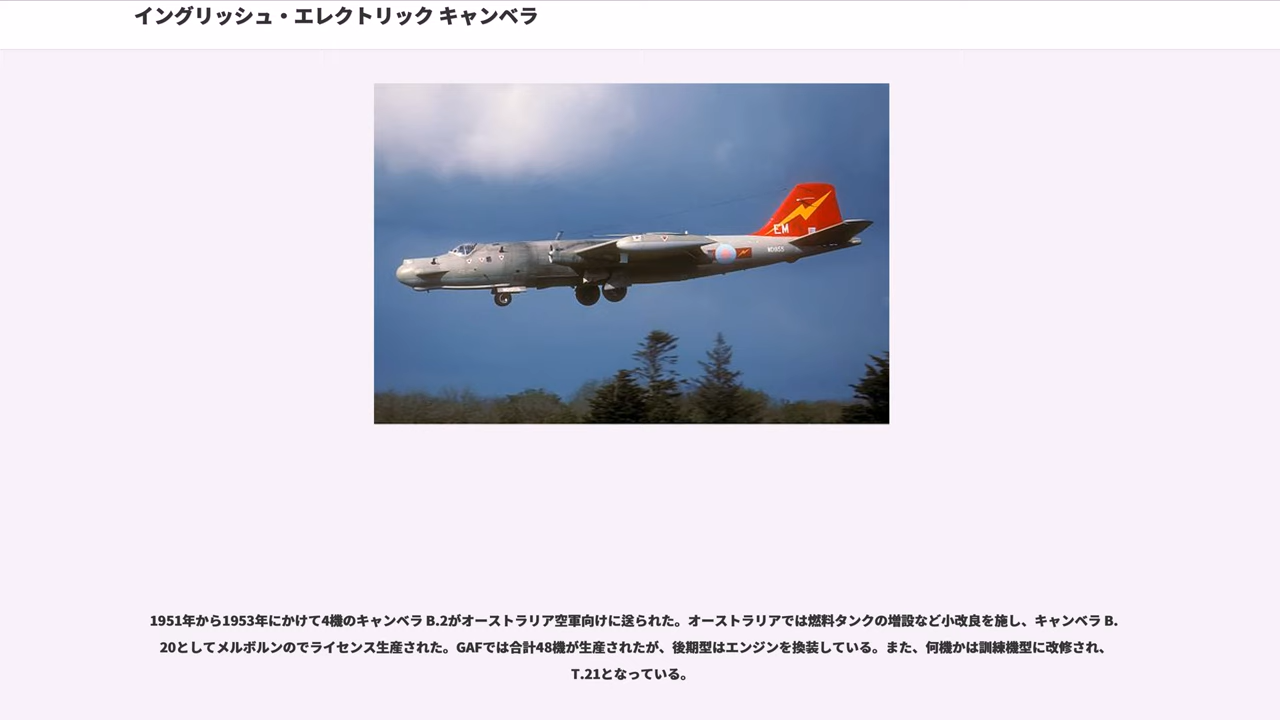 イングリッシュ・エレクトリック キャンベラ
EM
WD955
1951年から1953年にかけて4機のキャンベラ B.2がオーストラリア空軍向けに送られた。オーストラリアでは燃料タンクの増設など小改良を施し、キャンベラ B.
20としてメルボルンのでライセンス生産された。GAFでは合計48機が生産されたが、後期型はエンジンを換装している。また、何機かは訓練機型に改修され、
T.21となっている。